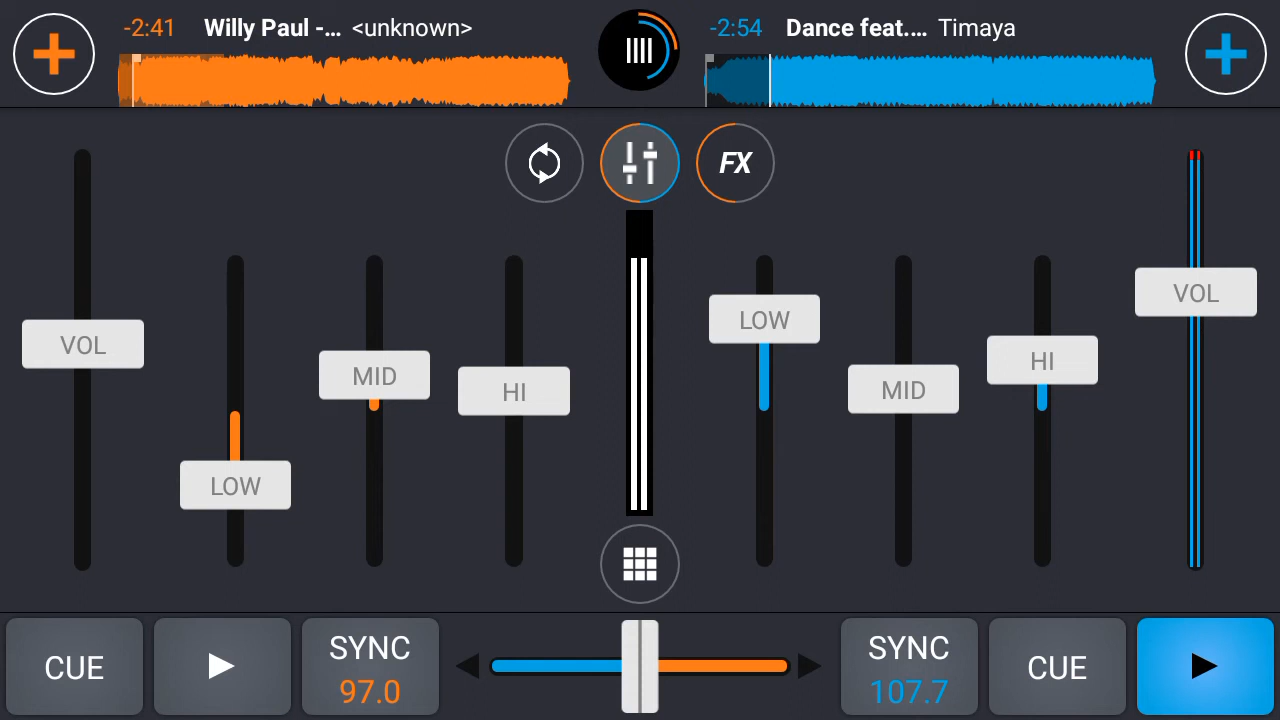 -2:41 Willy Paul -... <unknown>
-2:54 Dance feat.... Timaya
FX
VOL
LOW
MID
HI
LOW
MID
HI
VOL
CUE
SYNC
97.0
SYNC
107.7
CUE